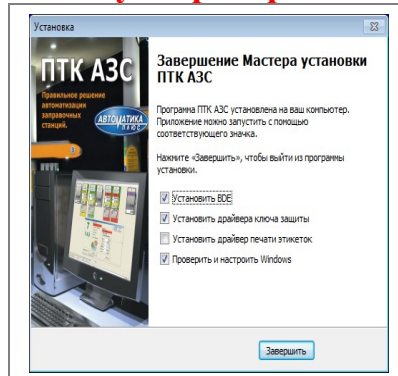 Установка
ПТК АЗС
Правильное решение
автоматизации
заправочных
станций.
АВТОМАТИКА
ПЛЮС
Завершение Мастера установки
ПТК АЗС
Программа ПТК АЗС установлена на ваш компьютер.
Приложение можно запустить с помощью
соответствующего значка.
Нажмите «Завершить», чтобы выйти из программы
установки.
Установить BDE
Установить драйвера ключа защиты
Установить драйвер печати этикеток
Проверить и настроить Windows
Завершить